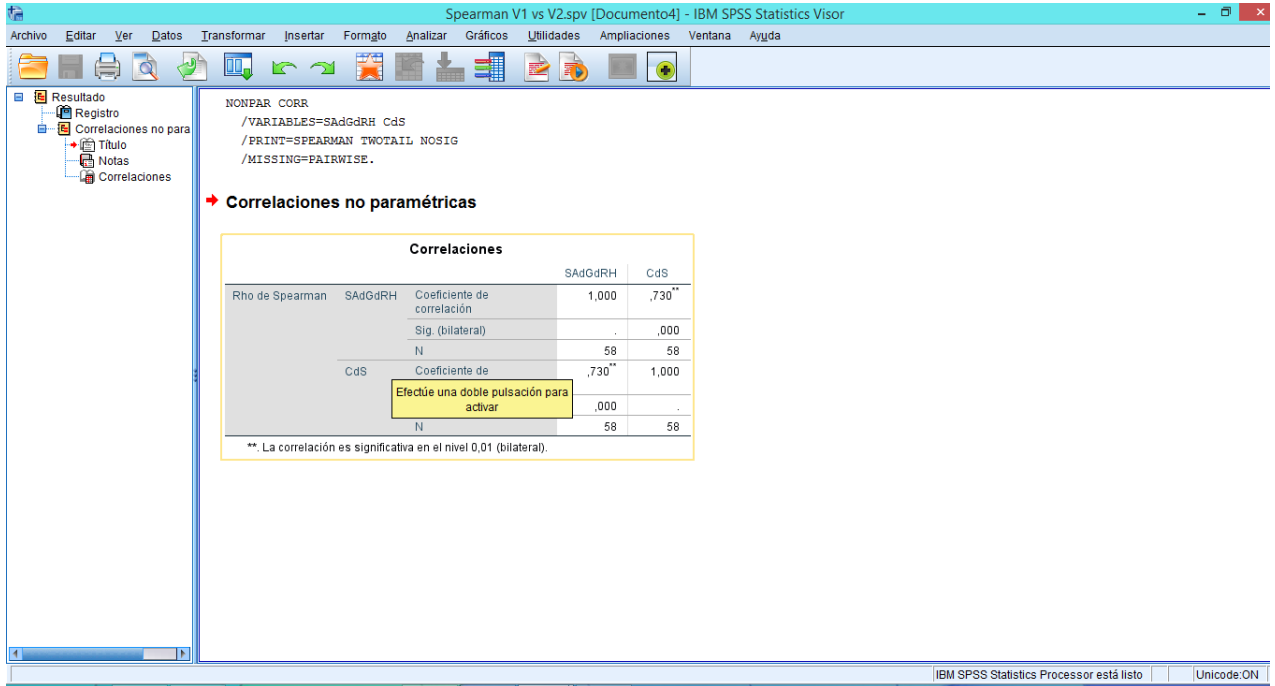 Spearman V1 vs V2.spv [Documento4] - IBM SPSS Statistics Visor
Archivo Editar Ver Datos Transformar Insertar Formato Analizar Gráficos Utilidades Ampliaciones Ventana Ayuda
Resultado
Registro
Correlaciones no para
Título
Notas
Correlaciones
NONPAR CORR
/VARIABLES=SAdGdRH CdS
/PRINT=SPEARMAN TWOTAIL NOSIG
/MISSING=PAIRWISE.
Correlaciones no paramétricas
Correlaciones
SAdGdRH CdS
Rho de Spearman SAdGdRH Coeficiente de correlación 1,000 ,730**
Sig. (bilateral) . ,000
N 58 58
CdS Coeficiente de ,730** 1,000
Efectúe una doble pulsación para
activar
,000 .
N 58 58
**. La correlación es significativa en el nivel 0,01 (bilateral).
IBM SPSS Statistics Processor está listo Unicode:ON